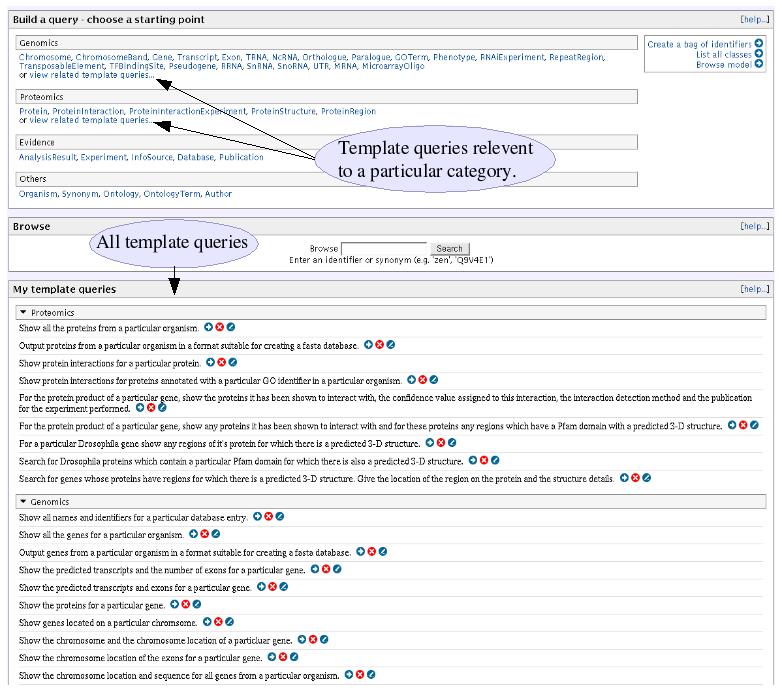 Build a query - choose a starting point [help...]
Genomics
Chromosome, ChromosomeBand, Gene, Transcript, Exon, TRNA, NcRNA, Orthologue, Paralogue, GOTerm, Phenotype, RNAiExperiment, RepeatRegion,
TransposableElement, TFBindingSite, Pseudogene, RRNA, SnRNA, SnoRNA, UTR, MRNA, MicroarrayOligo
or view related template queries...
Create a bag of identifiers
List all classes
Browse model
Proteomics
Protein, ProteinInteraction, ProteinInteractionExperiment, ProteinStructure, ProteinRegion
or view related template queries...
Evidence
AnalysisResult, Experiment, InfoSource, Database, Publication
Template queries relevent
to a particular category.
Others
Organism, Synonym, Ontology, OntologyTerm, Author
Browse [help...]
All template queries
Browse Search
Enter an identifier or synonym (e.g. 'zen', 'Q9V4E1')
My template queries [help...]
Proteomics
Show all the proteins from a particular organism.
Output proteins from a particular organism in a format suitable for creating a fasta database.
Show protein interactions for a particular protein.
Show protein interactions for proteins annotated with a particular GO identifier in a particular organism.
For the protein product of a particular gene, show the proteins it has been shown to interact with, the confidence value assigned to this interaction, the interaction detection method and the publication
for the experiment performed.
For the protein product of a particular gene, show any proteins it has been shown to interact with and for these proteins any regions which have a Pfam domain with a predicted 3-D structure.
For a particular Drosophila gene show any regions of it's protein for which there is a predicted 3-D structure.
Search for Drosophila proteins which contain a particular Pfam domain for which there is also a predicted 3-D structure.
Search for genes whose proteins have regions for which there is a predicted 3-D structure. Give the location of the region on the protein and the structure details.
Genomics
Show all names and identifiers for a particular database entry.
Show all the genes for a particular organism.
Output genes from a particular organism in a format suitable for creating a fasta database.
Show the predicted transcripts and the number of exons for a particular gene.
Show the predicted transcripts and exons for a particular gene.
Show the proteins for a particular gene.
Show genes located on a particular chromsome.
Show the chromosome and the chromosome location of a particluar gene.
Show the chromosome location of the exons for a particular gene.
Show the chromosome location and sequence for all genes from a particular organism.